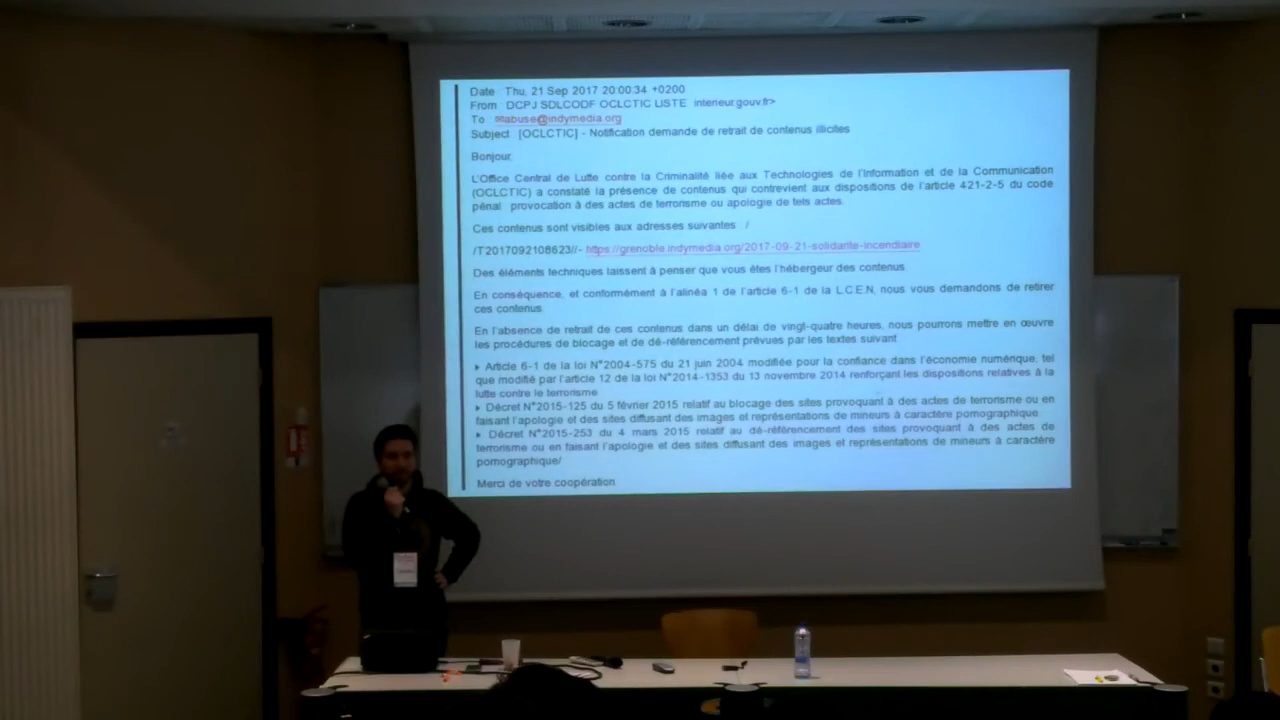 Date : Thu, 21 Sep 2017 20:00:34 +0200
From : DCPJ SDLCODF OCLCTIC LISTE interieur.gouv.fr>
To : abuse@indymedia.org
Subject : [OCLCTIC] - Notification demande de retrait de contenus illicites
Bonjour,
L'Office Central de Lutte contre la Criminalité liée aux Technologies de l'Information et de la Communication
(OCLCTIC) a constaté la présence de contenus qui contrevient aux dispositions de l'article 421-2-5 du code
pénal : provocation à des actes de terrorisme ou apologie de tels actes.
Ces contenus sont visibles aux adresses suivantes : /
/T2017092108623//- https://grenoble.indymedia.org/2017-09-21-solidarite-incendiaire
Des éléments techniques laissent à penser que vous êtes l'hébergeur des contenus.
En conséquence, et conformément à l'alinéa 1 de l'article 6-1 de la L.C.E.N, nous vous demandons de retirer
ces contenus.
En l'absence de retrait de ces contenus dans un délai de vingt-quatre heures, nous pourrons mettre en œuvre
les procédures de blocage et de dé-référencement prévues par les textes suivant :
▸ Article 6-1 de la loi N°2004-575 du 21 juin 2004 modifiée pour la confiance dans l'économie numérique, tel
que modifié par l'article 12 de la loi N°2014-1353 du 13 novembre 2014 renforçant les dispositions relatives à la
lutte contre le terrorisme
▸ Décret N°2015-125 du 5 février 2015 relatif au blocage des sites provoquant à des actes de terrorisme ou en
faisant l'apologie et des sites diffusant des images et représentations de mineurs à caractère pornographique
▸ Décret N°2015-253 du 4 mars 2015 relatif au dé-référencement des sites provoquant à des actes de
terrorisme ou en faisant l'apologie et des sites diffusant des images et représentations de mineurs à caractère
pornographique/
Merci de votre coopération